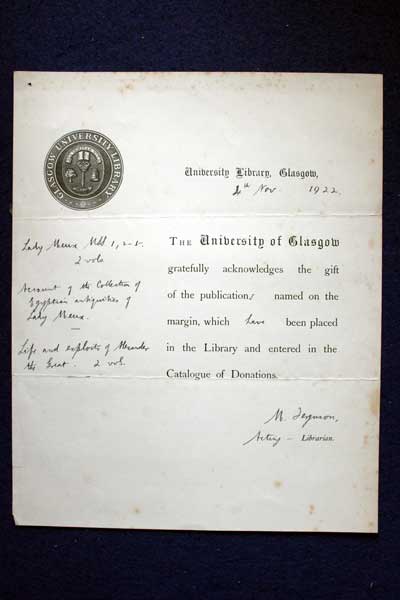 GLASGOW UNIVERSITY LIBRARY
University Library, Glasgow,
4th Nov. 1922.
Lady Meux MSS 1, 2-5.
2 vols
Account of the Collection of
Egyptian antiquities of
Lady Meux.
Life and exploits of Alexander
the Great. 2 vols.
THE University of Glasgow
gratefully acknowledges the gift
of the publications named on the
margin, which have been placed
in the Library and entered in the
Catalogue of Donations.
M. Ferguson,
Acting - Librarian.